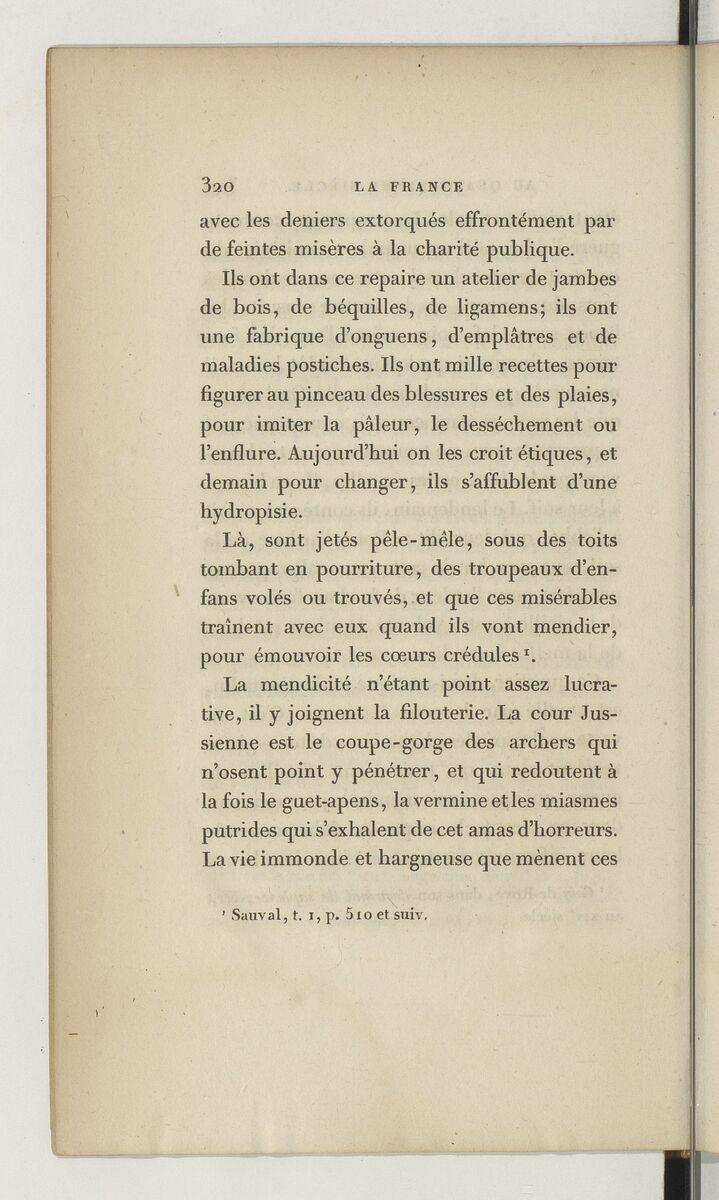 320 LA FRANCE
avec les deniers extorqués effrontément par
de feintes misères à la charité publique.
Ils ont dans ce repaire un atelier de jambes
de bois, de béquilles, de ligamens; ils ont
une fabrique d'onguens, d'emplâtres et de
maladies postiches. Ils ont mille recettes pour
figurer au pinceau des blessures et des plaies,
pour imiter la pâleur, le desséchement ou
l'enflure. Aujourd'hui on les croit étiques, et
demain pour changer, ils s'affublent d'une
hydropisie.
Là, sont jetés pêle-mêle, sous des toits
tombant en pourriture, des troupeaux d'en-
fans volés ou trouvés, et que ces misérables
traînent avec eux quand ils vont mendier,
pour émouvoir les cœurs crédules¹.
La mendicité n'étant point assez lucra-
tive, il y joignent la filouterie. La cour Jus-
sienne est le coupe-gorge des archers qui
n'osent point y pénétrer, et qui redoutent à
la fois le guet-apens, la vermine et les miasmes
putrides qui s'exhalent de cet amas d'horreurs.
La vie immonde et hargneuse que mènent ces
¹ Sauval, t. 1, p. 510 et suiv.